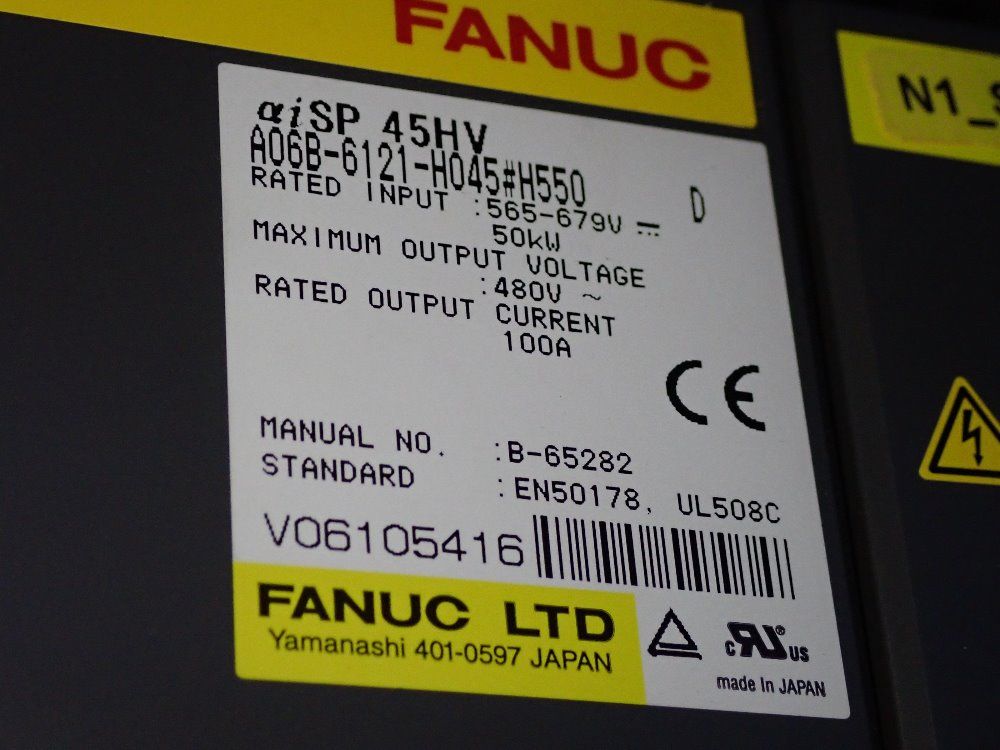 FANUC
αiSP 45HV
A06B-6121-H045#H550
D
RATED INPUT :565-679V ⎓
50kW
MAXIMUM OUTPUT VOLTAGE
:480V ~
RATED OUTPUT CURRENT
100A
CE
MANUAL NO. :B-65282
STANDARD :EN50178, UL508C
V06105416
FANUC LTD
Yamanashi 401-0597 JAPAN
c RU® US
made In JAPAN